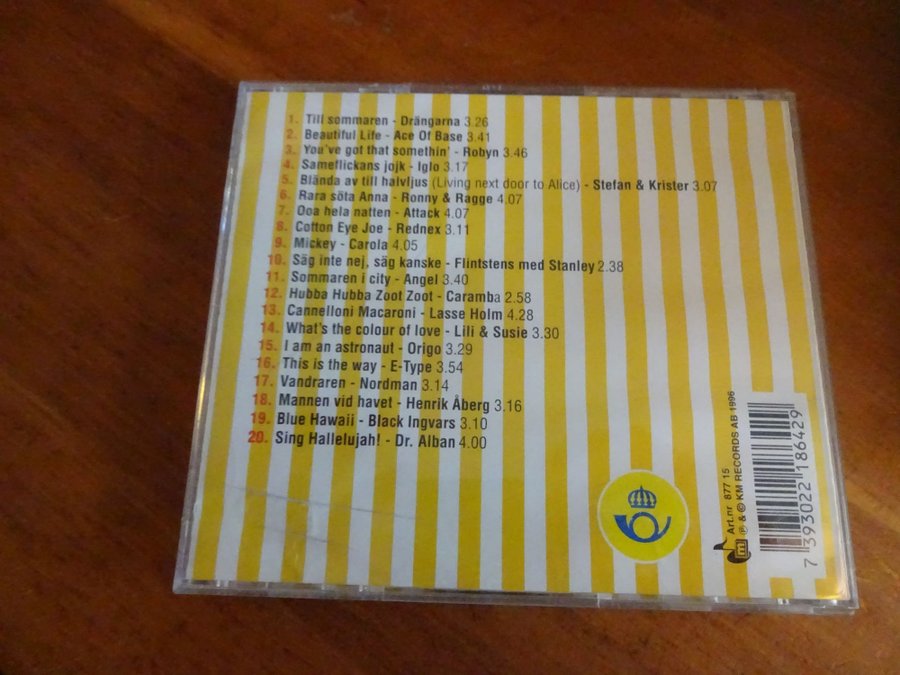 1. Till sommaren - Drängarna 3.26
2. Beautiful Life - Ace Of Base 3.41
3. You've got that somethin' - Robyn 3.46
4. Sameflickans jojk - Iglo 3.17
5. Blända av till halvljus (Living next door to Alice) - Stefan & Krister 3.07
6. Rara söta Anna - Ronny & Ragge 4.07
7. Ooa hela natten - Attack 4.07
8. Cotton Eye Joe - Rednex 3.11
9. Mickey - Carola 4.05
10. Säg inte nej, säg kanske - Flintstens med Stanley 2.38
11. Sommaren i city - Angel 3.40
12. Hubba Hubba Zoot Zoot - Caramba 2.58
13. Cannelloni Macaroni - Lasse Holm 4.28
14. What's the colour of love - Lili & Susie 3.30
15. I am an astronaut - Origo 3.29
16. This is the way - E-Type 3.54
17. Vandraren - Nordman 3.14
18. Mannen vid havet - Henrik Åberg 3.16
19. Blue Hawaii - Black Ingvars 3.10
20. Sing Hallelujah! - Dr. Alban 4.00
m
Art.nr 877 15
℗ & © KM RECORDS AB 1996
7 393022 186429